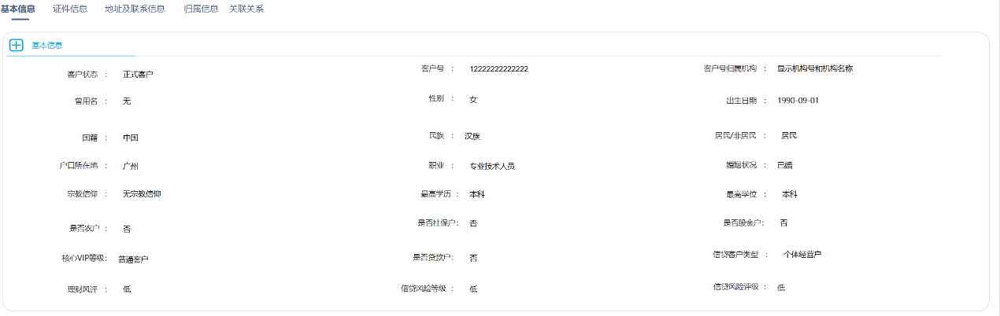 基本信息 证件信息 地址及联系信息 归属信息 关联关系
基本信息
客户状态 : 正式客户 客户号 : 12222222222222 客户号归属机构 : 显示机构号和机构名称
曾用名 : 无 性别 : 女 出生日期 : 1990-09-01
国籍 : 中国 民族 : 汉族 居民/非居民 : 居民
户口所在地 : 广州 职业 : 专业技术人员 婚姻状况 : 已婚
宗教信仰 : 无宗教信仰 最高学历 : 本科 最高学位 : 本科
是否农户 : 否 是否社保户: 否 是否股金户: 否
核心VIP等级: 普通客户 是否贷款户: 否 信贷客户类型 : 个体经营户
理财风评 : 低 信贷风险等级 : 低 信贷风险评级 : 低